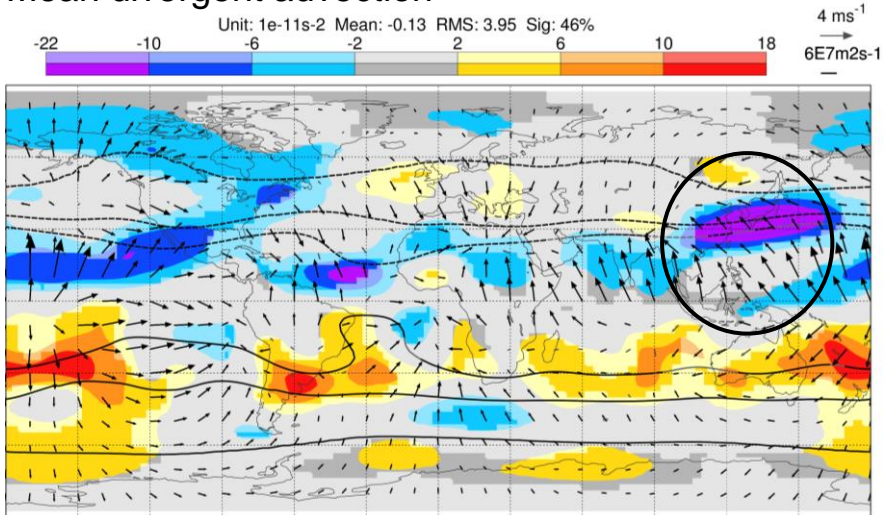 Mean divergent advection
Unit: 1e-11s-2 Mean: -0.13 RMS: 3.95 Sig: 46%
4 ms-1
-22 -10 -6 -2 2 6 10 18
6E7m2s-1